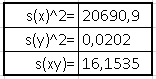 s(x)^2= 20690,9
s(y)^2= 0,0202
s(xy)= 16,1535